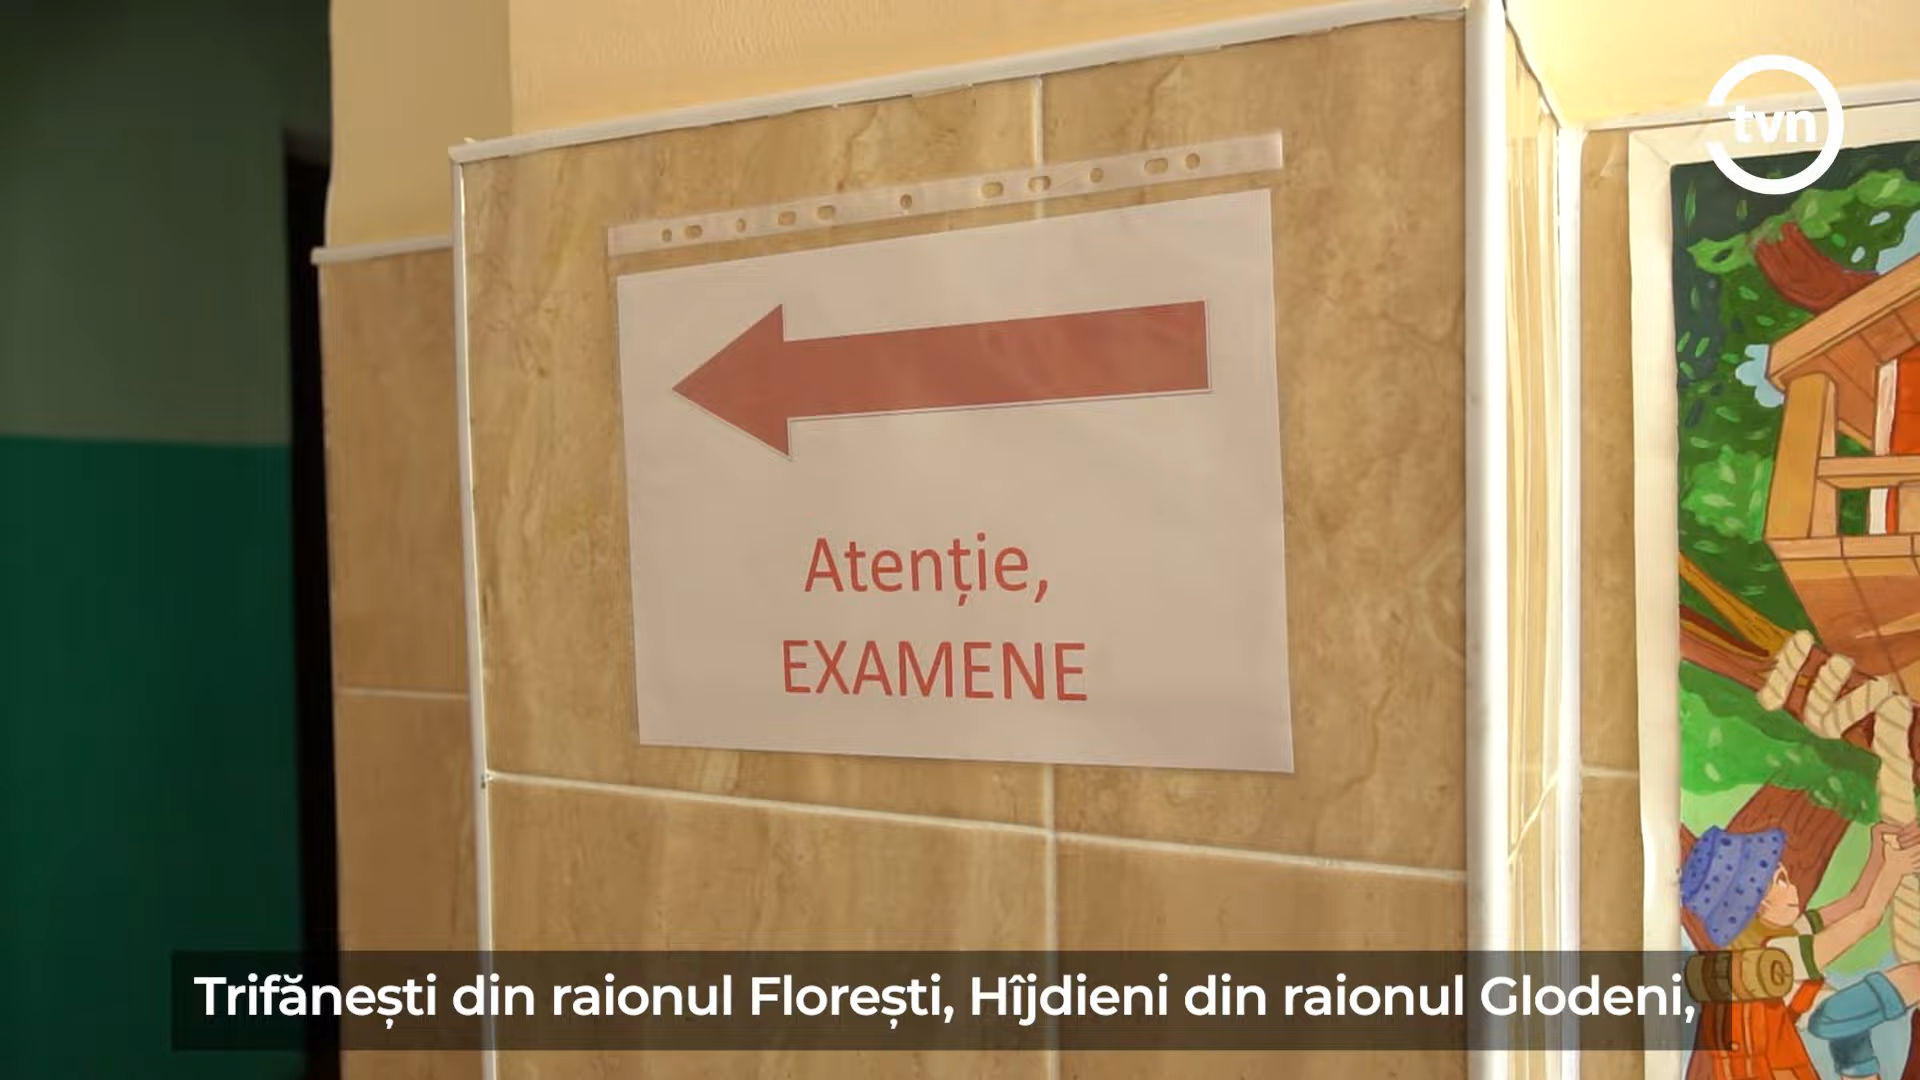 tvn
Atenție,
EXAMENE
Trifănești din raionul Florești, Hîjdieni din raionul Glodeni,